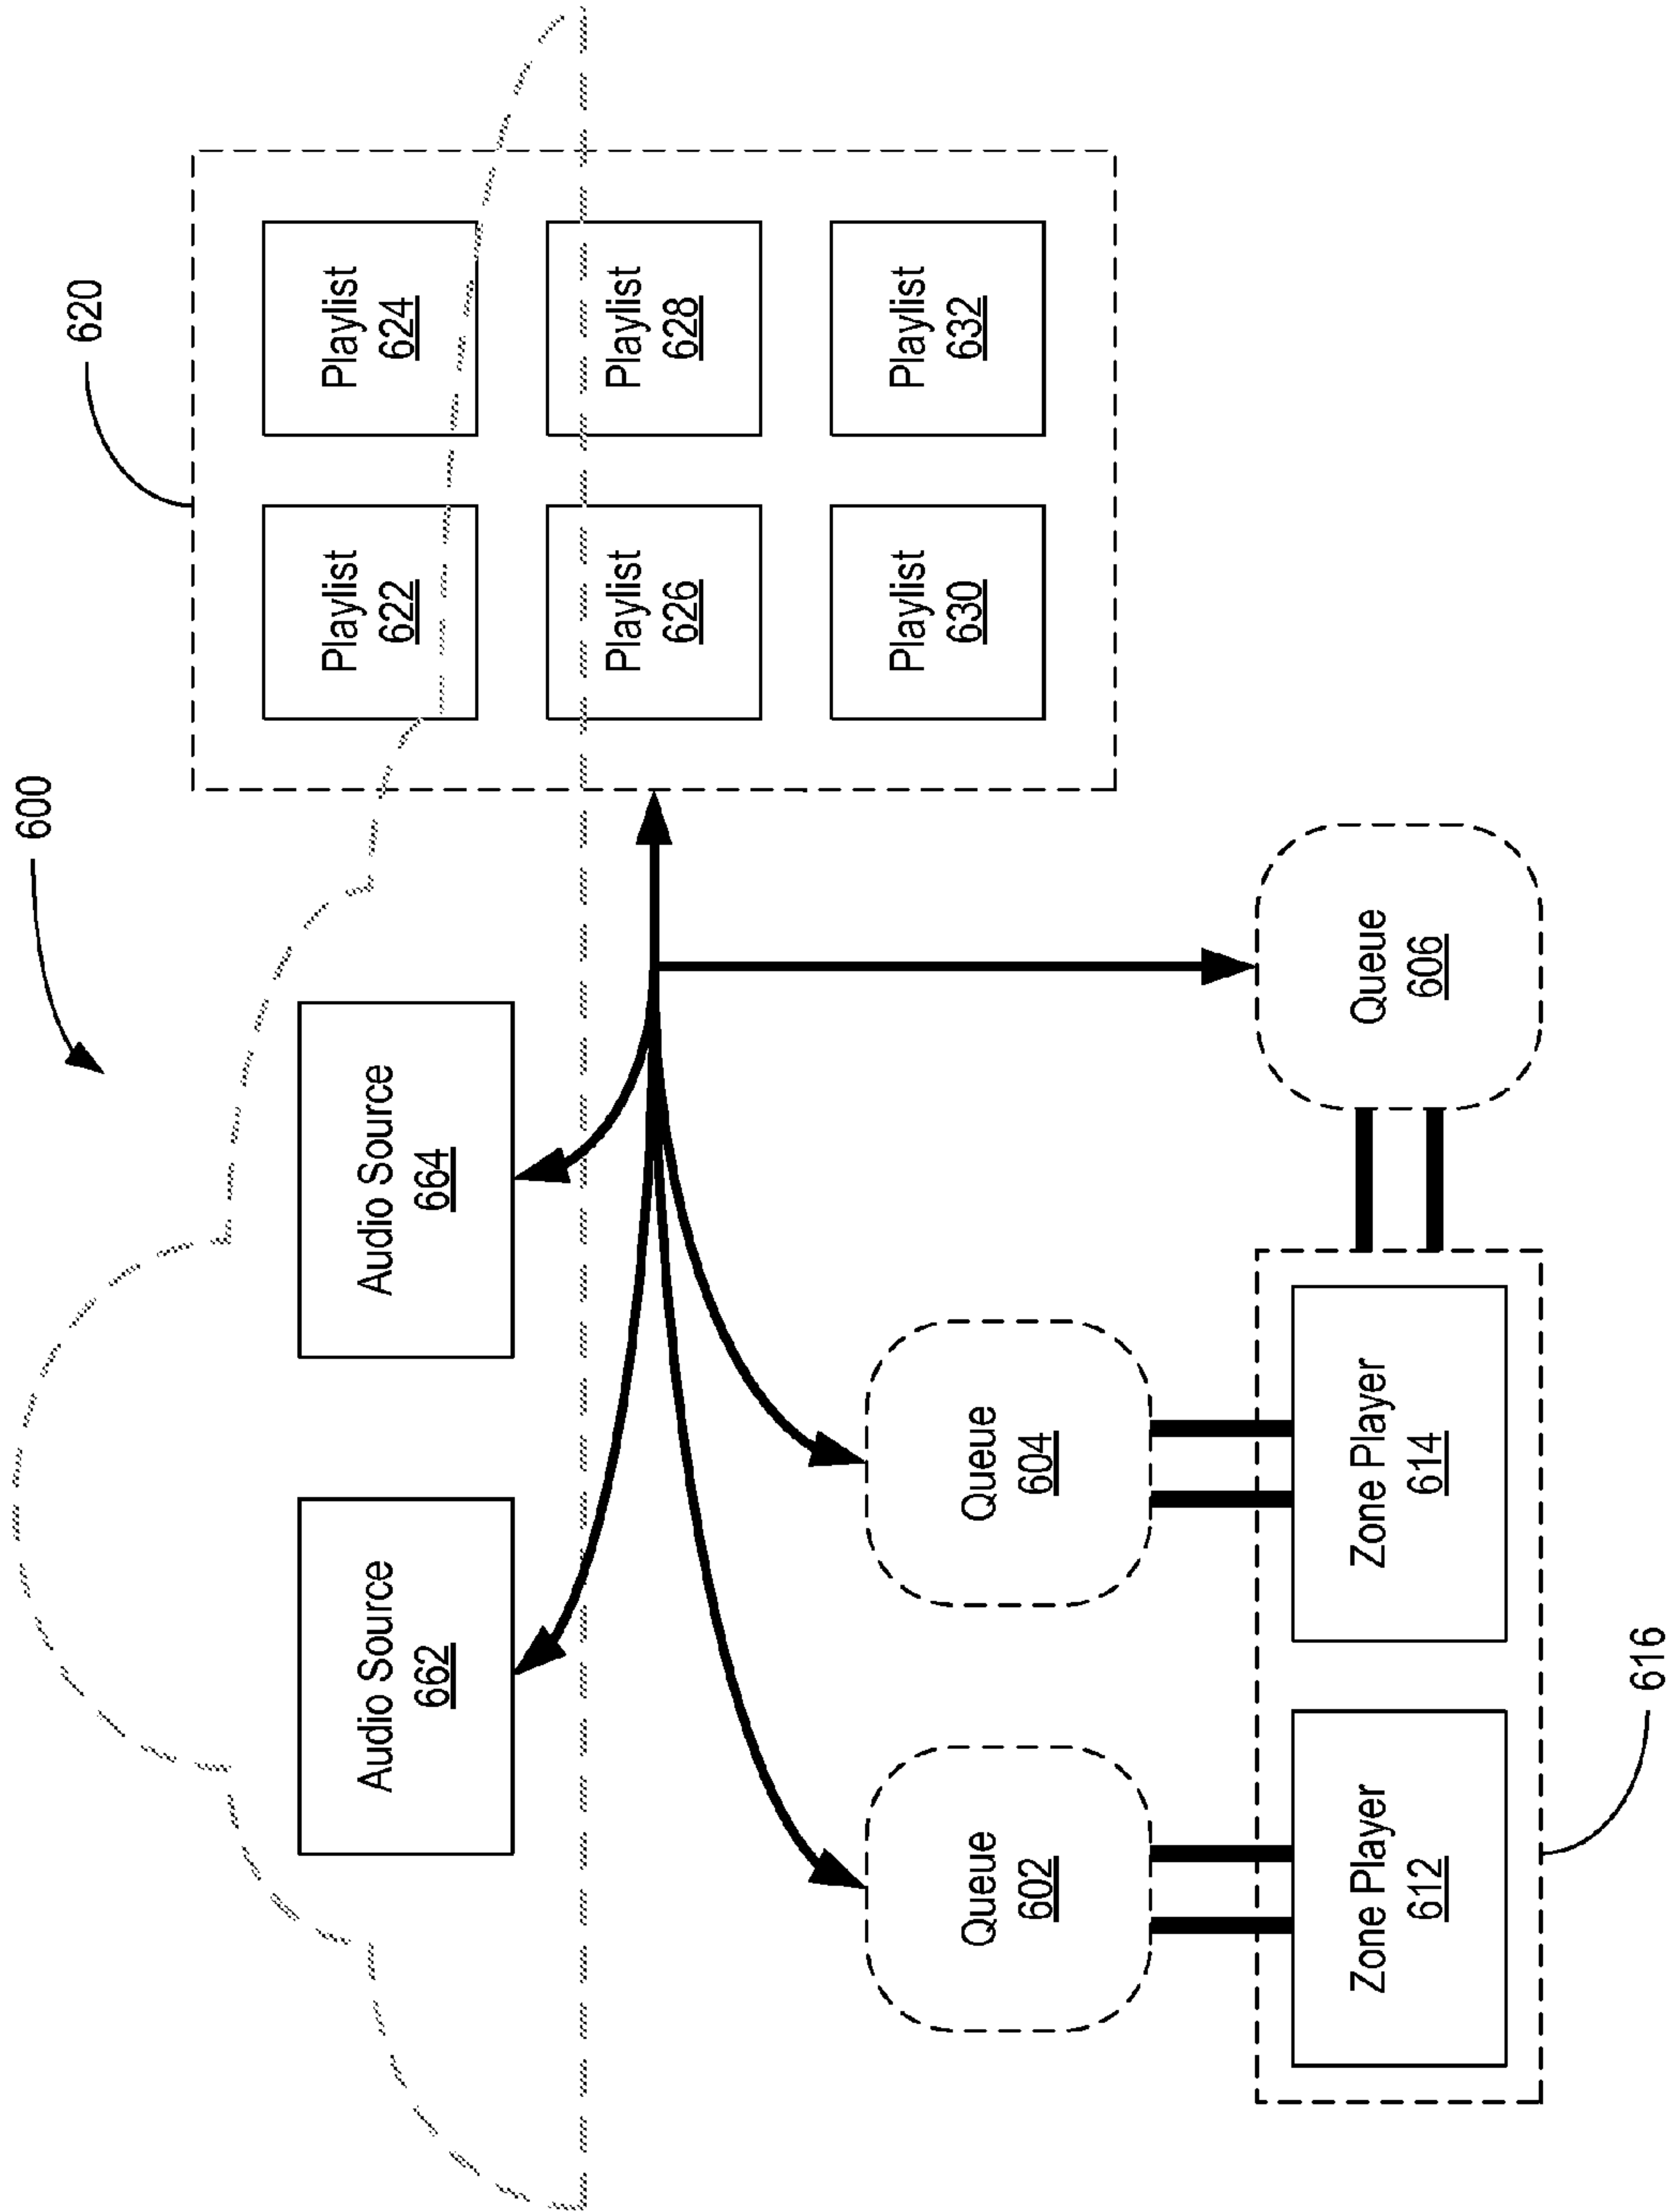 600
620
Audio Source
662
Audio Source
664
Playlist
622
Playlist
624
Playlist
626
Playlist
628
Playlist
630
Playlist
632
Queue
602
Queue
604
Queue
606
Zone Player
612
Zone Player
614
616